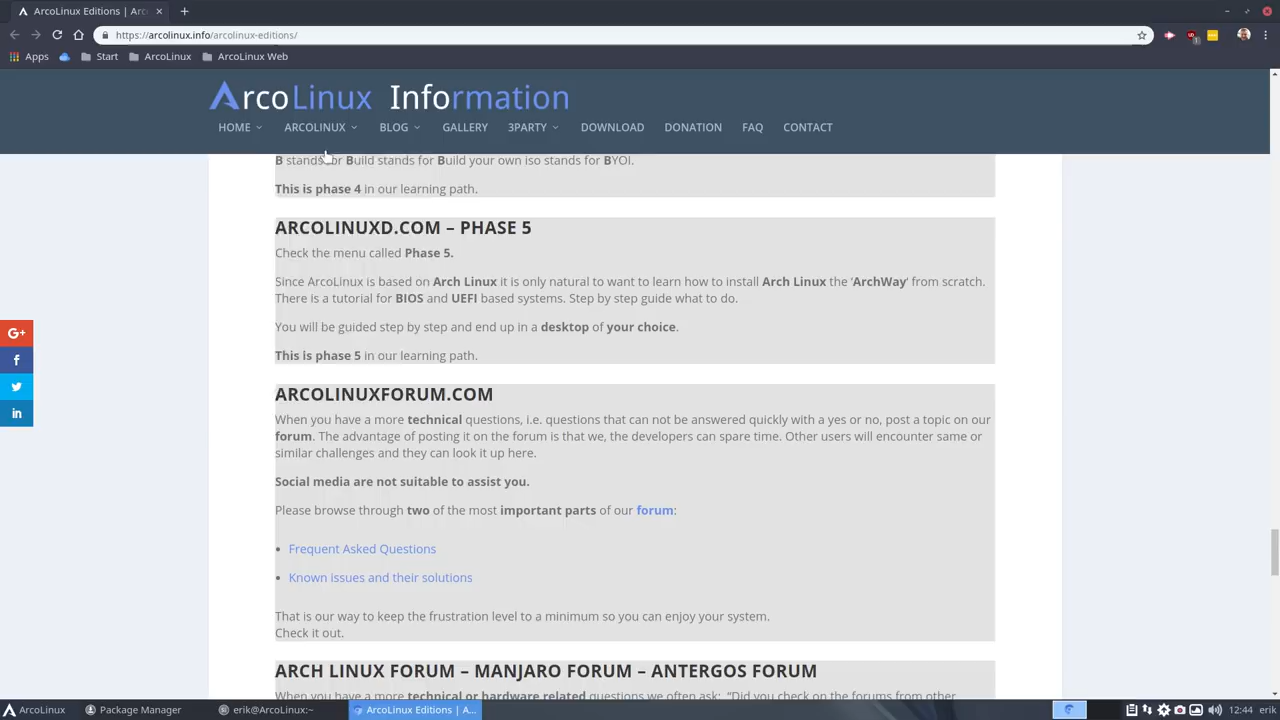 ArcoLinux Editions | Arc
https://arcolinux.info/arcolinux-editions/
Apps Start ArcoLinux ArcoLinux Web
ArcoLinux Information
HOME ARCOLINUX BLOG GALLERY 3PARTY DOWNLOAD DONATION FAQ CONTACT
B stands for Build stands for Build your own iso stands for BYOI.
This is phase 4 in our learning path.
ARCOLINUXD.COM – PHASE 5
Check the menu called Phase 5.
Since ArcoLinux is based on Arch Linux it is only natural to want to learn how to install Arch Linux the ‘ArchWay‘ from scratch.
There is a tutorial for BIOS and UEFI based systems. Step by step guide what to do.
You will be guided step by step and end up in a desktop of your choice.
This is phase 5 in our learning path.
G+
f
in
ARCOLINUXFORUM.COM
When you have a more technical questions, i.e. questions that can not be answered quickly with a yes or no, post a topic on our
forum. The advantage of posting it on the forum is that we, the developers can spare time. Other users will encounter same or
similar challenges and they can look it up here.
Social media are not suitable to assist you.
Please browse through two of the most important parts of our forum:
• Frequent Asked Questions
• Known issues and their solutions
That is our way to keep the frustration level to a minimum so you can enjoy your system.
Check it out.
ARCH LINUX FORUM – MANJARO FORUM – ANTERGOS FORUM
When you have a more technical or hardware related questions we often ask: “Did you check on the forums from other
ArcoLinux Package Manager erik@ArcoLinux:~ ArcoLinux Editions | A... 12:44 erik